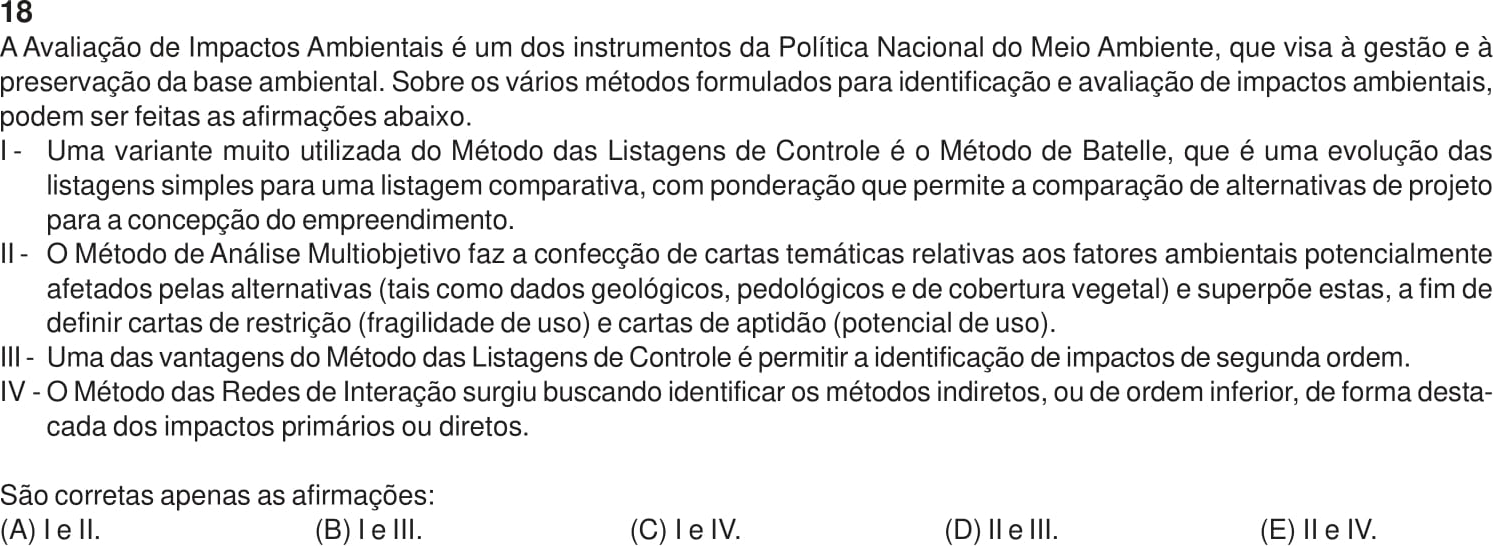 18
A Avaliação de Impactos Ambientais é um dos instrumentos da Política Nacional do Meio Ambiente, que visa à gestão e à
preservação da base ambiental. Sobre os vários métodos formulados para identificação e avaliação de impactos ambientais,
podem ser feitas as afirmações abaixo.
I - Uma variante muito utilizada do Método das Listagens de Controle é o Método de Batelle, que é uma evolução das
listagens simples para uma listagem comparativa, com ponderação que permite a comparação de alternativas de projeto
para a concepção do empreendimento.
II - O Método de Análise Multiobjetivo faz a confecção de cartas temáticas relativas aos fatores ambientais potencialmente
afetados pelas alternativas (tais como dados geológicos, pedológicos e de cobertura vegetal) e superpõe estas, a fim de
definir cartas de restrição (fragilidade de uso) e cartas de aptidão (potencial de uso).
III - Uma das vantagens do Método das Listagens de Controle é permitir a identificação de impactos de segunda ordem.
IV - O Método das Redes de Interação surgiu buscando identificar os métodos indiretos, ou de ordem inferior, de forma desta-
cada dos impactos primários ou diretos.
São corretas apenas as afirmações:
(A) I e II. (B) I e III. (C) I e IV. (D) II e III. (E) II e IV.